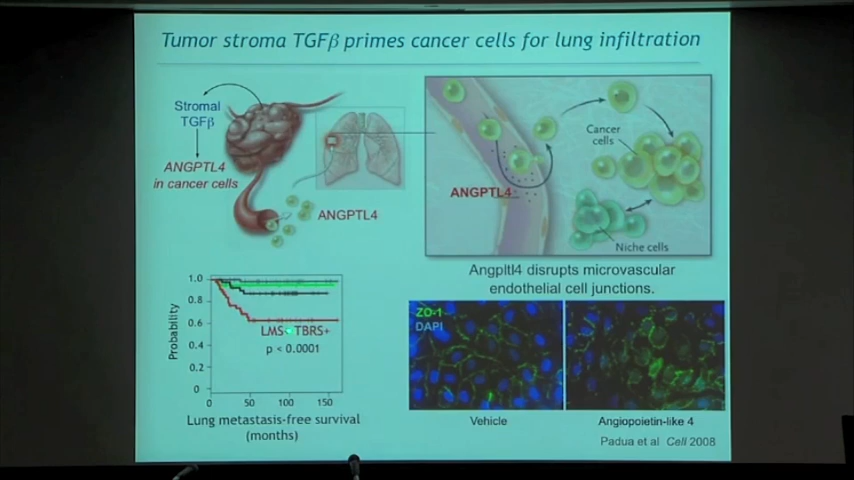 Tumor stroma TGFβ primes cancer cells for lung infiltration
Stromal
TGFβ
ANGPTL4
in cancer cells
ANGPTL4
ANGPTL4
Cancer
cells
Niche cells
Angpltl4 disrupts microvascular
endothelial cell junctions.
Probability
1.0
0.8
0.6
0.4
0.2
0
0
50
100
150
LMS
TBRS+
p < 0.0001
Lung metastasis-free survival
(months)
ZO-1
DAPI
Vehicle
Angiopoietin-like 4
Padua et al Cell 2008